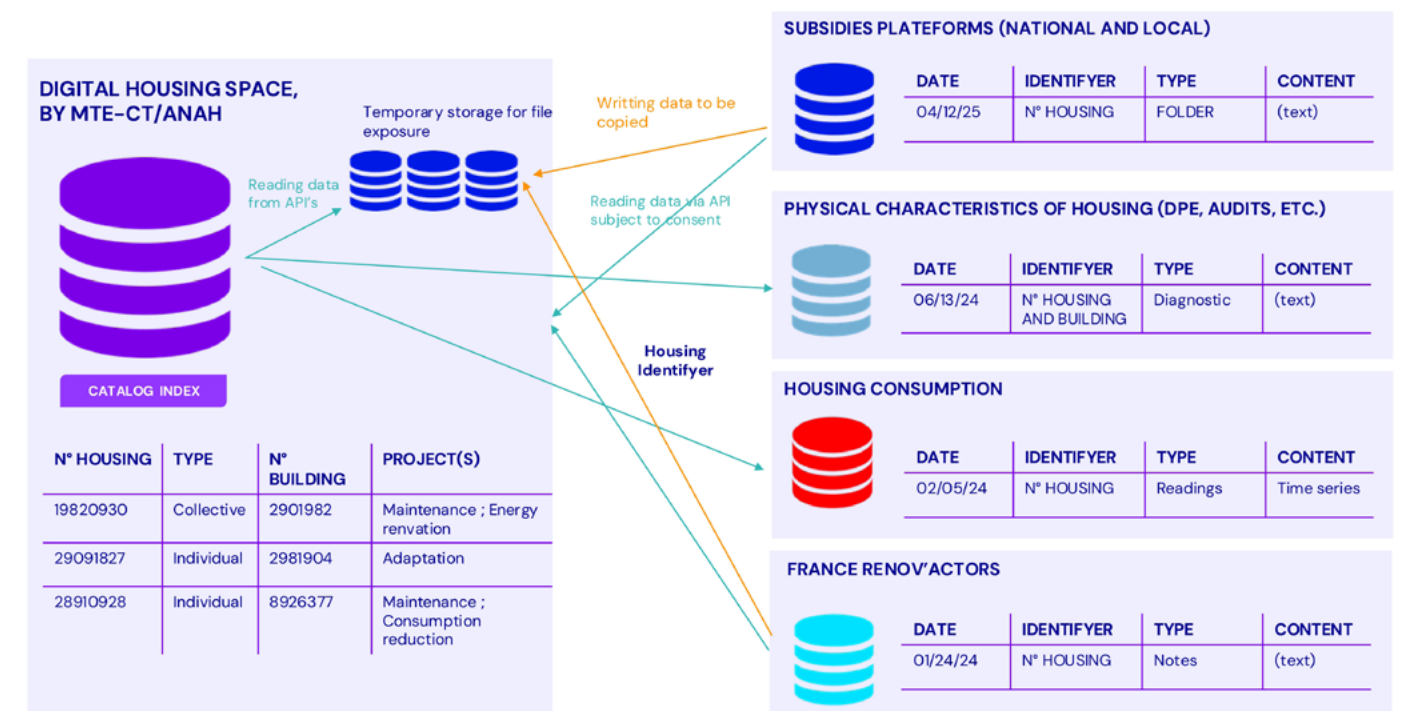 DIGITAL HOUSING SPACE,
BY MTE-CT/ANAH
Temporary storage for file
exposure
Reading data
from API's
CATALOG INDEX
N° HOUSING TYPE N° BUILDING PROJECT(S)
19820930 Collective 2901982 Maintenance ; Energy
renvation
29091827 Individual 2981904 Adaptation
28910928 Individual 8926377 Maintenance ;
Consumption
reduction
Writting data to be
copied
Reading data via API
subject to consent
Housing
Identifyer
SUBSIDIES PLATEFORMS (NATIONAL AND LOCAL)
DATE IDENTIFYER TYPE CONTENT
04/12/25 N° HOUSING FOLDER (text)
PHYSICAL CHARACTERISTICS OF HOUSING (DPE, AUDITS, ETC.)
DATE IDENTIFYER TYPE CONTENT
06/13/24 N° HOUSING Diagnostic (text)
AND BUILDING
HOUSING CONSUMPTION
DATE IDENTIFYER TYPE CONTENT
02/05/24 N° HOUSING Readings Time series
FRANCE RENOV'ACTORS
DATE IDENTIFYER TYPE CONTENT
01/24/24 N° HOUSING Notes (text)